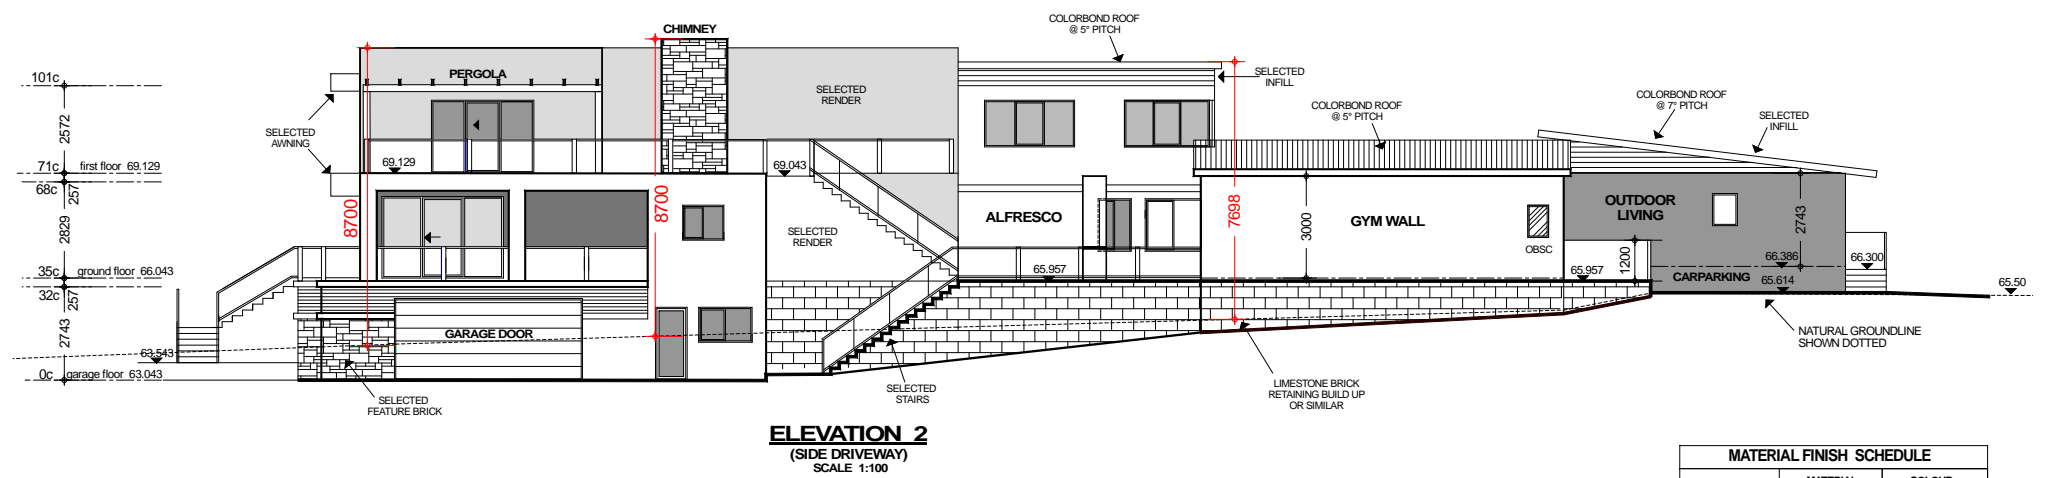 CHIMNEY
COLORBOND ROOF
@ 5° PITCH
101c
PERGOLA
SELECTED
RENDER
SELECTED
INFILL
COLORBOND ROOF
@ 5° PITCH
COLORBOND ROOF
@ 7° PITCH
SELECTED
INFILL
2572
SELECTED
AWNING
71c first floor 69.129
69.129
69.043
68c
257
8700
8700
7698
2829
SELECTED
RENDER
ALFRESCO
3000
GYM WALL
OBSC
OUTDOOR
LIVING
2743
1200
35c ground floor 66.043
65.957
65.957
66.386
66.300
CARPARKING
65.614
65.50
32c
257
2743
GARAGE DOOR
63.543
0c garage floor 63.043
SELECTED
FEATURE BRICK
SELECTED
STAIRS
LIMESTONE BRICK
RETAINING BUILD UP
OR SIMILAR
NATURAL GROUNDLINE
SHOWN DOTTED
ELEVATION 2
(SIDE DRIVEWAY)
SCALE 1:100
MATERIAL FINISH SCHEDULE
MATERIAL COLOUR